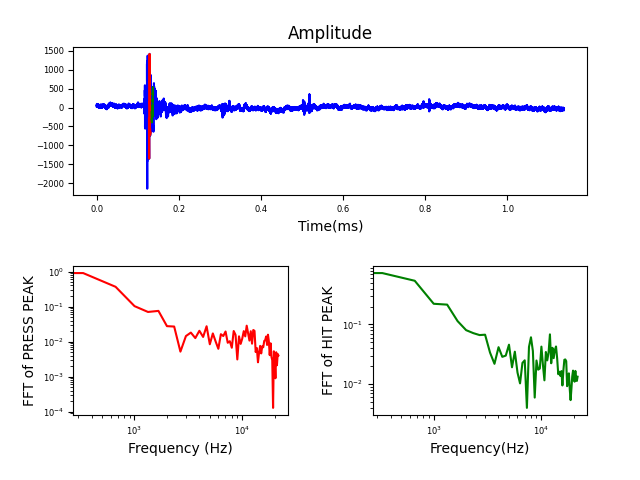 Amplitude
1500
1000
500
0
−500
−1000
−1500
−2000
0.0 0.2 0.4 0.6 0.8 1.0
Time(ms)
FFT of PRESS PEAK
10⁰
10⁻¹
10⁻²
10⁻³
10⁻⁴
10³ 10⁴
Frequency (Hz)
FFT of HIT PEAK
10⁻¹
10⁻²
10³ 10⁴
Frequency(Hz)